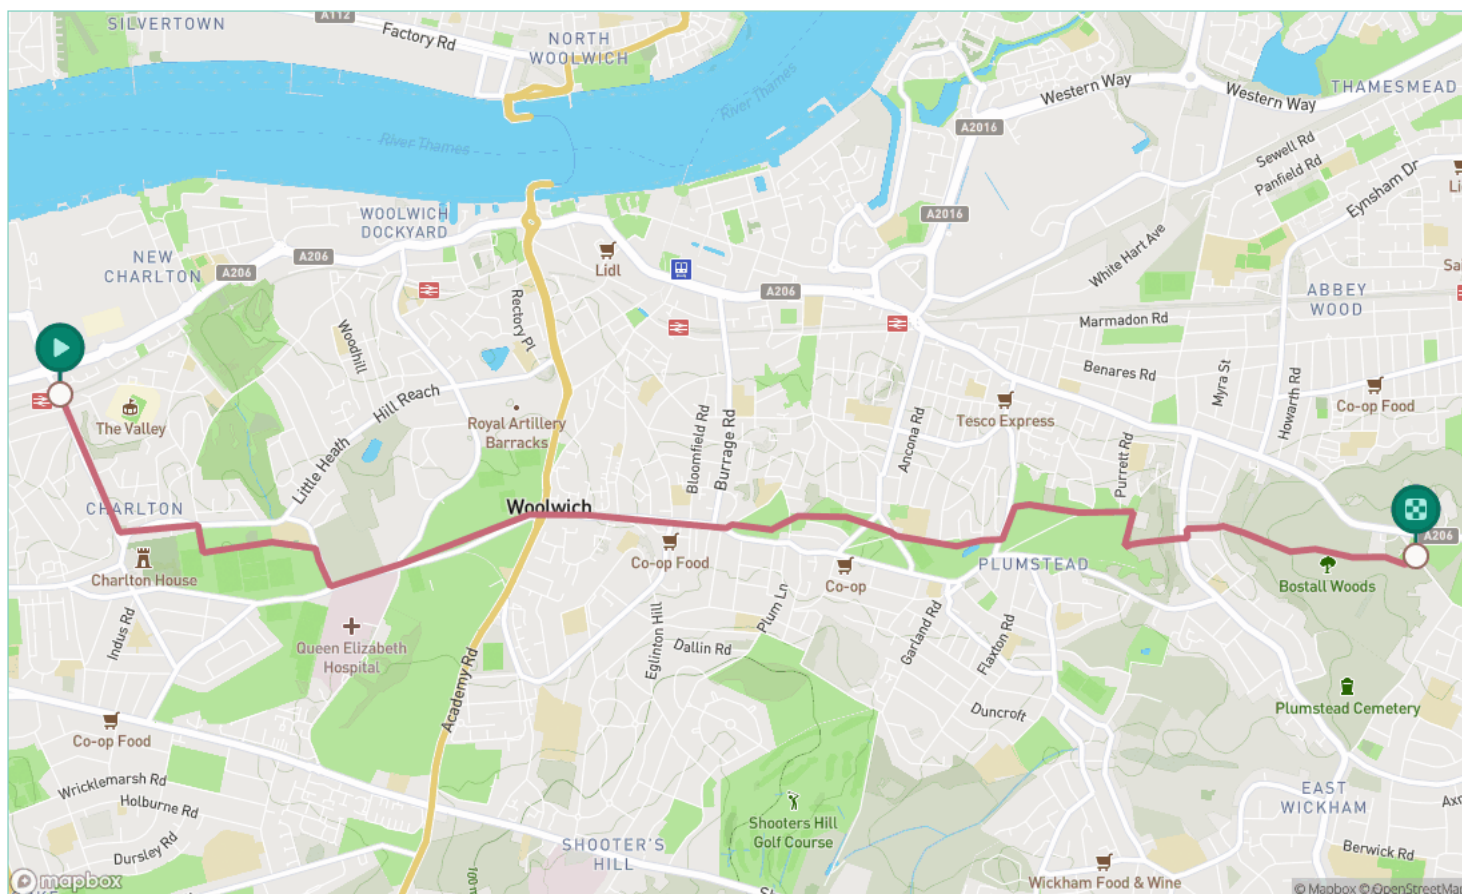 SILVERTOWN
A112
Factory Rd
NORTH
WOOLWICH
River Thames
River Thames
Western Way
Western Way
THAMESMEAD
A2016
Sewell Rd
Panfield Rd
Eynsham Dr
WOOLWICH
DOCKYARD
A2016
NEW
CHARLTON
A206
A206
Lidl
White Hart Ave
A206
ABBEY
WOOD
Rectory Pl
Woodhill
Marmadon Rd
Benares Rd
Myra St
Howarth Rd
Co-op Food
The Valley
Hill Reach
Royal Artillery
Barracks
Bloomfield Rd
Burrage Rd
Ancona Rd
Tesco Express
Little Heath
Purrett Rd
CHARLTON
Woolwich
A206
Charlton House
Co-op Food
Co-op
PLUMSTEAD
Bostall Woods
Indus Rd
Queen Elizabeth
Hospital
Eglinton Hill
Plum Ln
Dallin Rd
Garland Rd
Flaxton Rd
Academy Rd
Duncroft
Plumstead Cemetery
Co-op Food
Wricklemarsh Rd
Holburne Rd
Dursley Rd
SHOOTER'S
HILL
Shooters Hill
Golf Course
EAST
WICKHAM
Berwick Rd
Wickham Food & Wine
mapbox
© Mapbox © OpenStreetMap